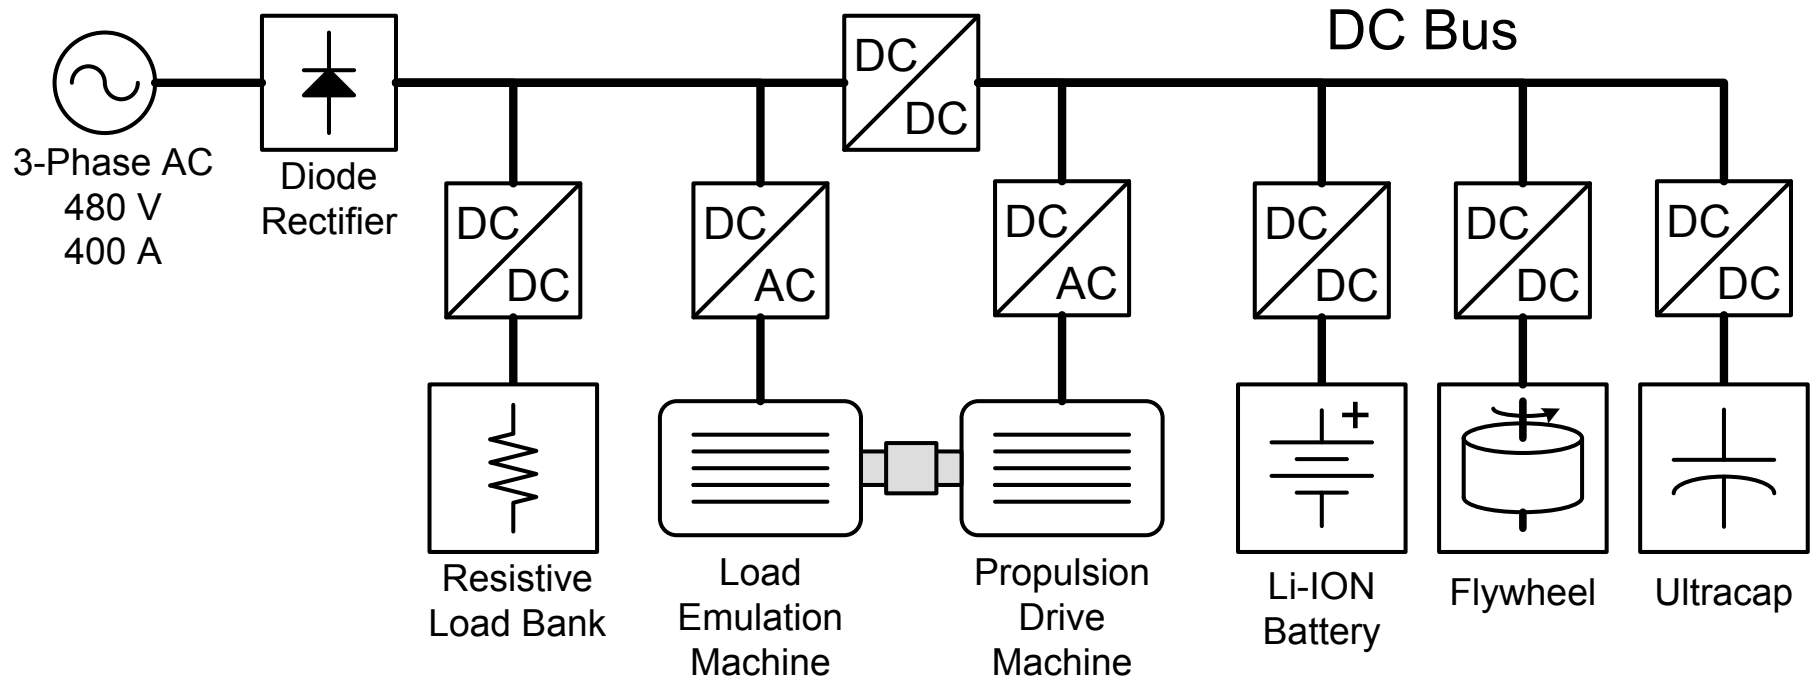 DC Bus
DC
DC
3-Phase AC
480 V
400 A
Diode
Rectifier
DC
DC
DC
AC
DC
AC
DC
DC
DC
DC
DC
DC
+
Resistive
Load Bank
Load
Emulation
Machine
Propulsion
Drive
Machine
Li-ION
Battery
Flywheel
Ultracap